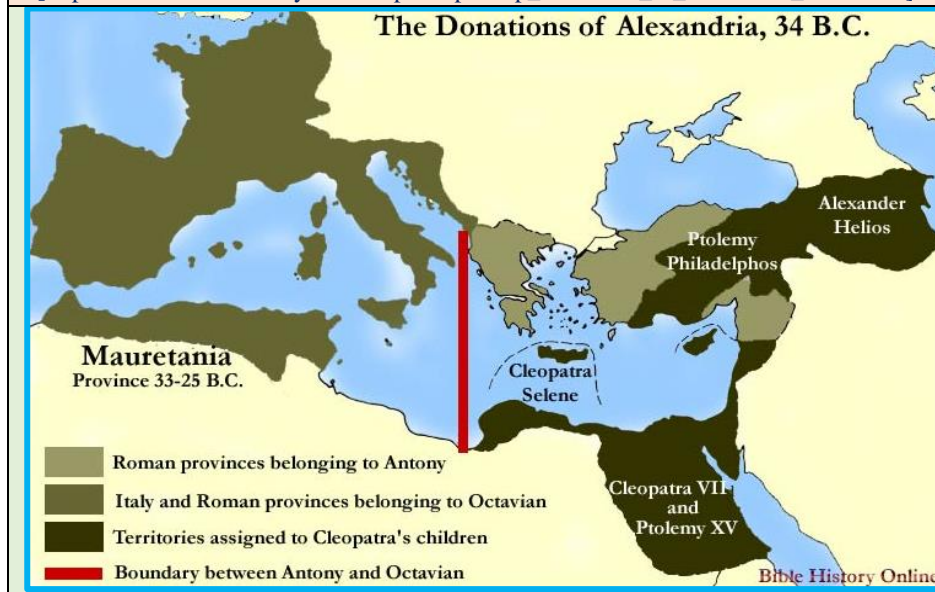 The Donations of Alexandria, 34 B.C.
Alexander
Helios
Ptolemy
Philadelphos
Mauretania
Province 33-25 B.C.
Cleopatra
Selene
Cleopatra VII
and
Ptolemy XV
Roman provinces belonging to Antony
Italy and Roman provinces belonging to Octavian
Territories assigned to Cleopatra's children
Boundary between Antony and Octavian
Bible History Online